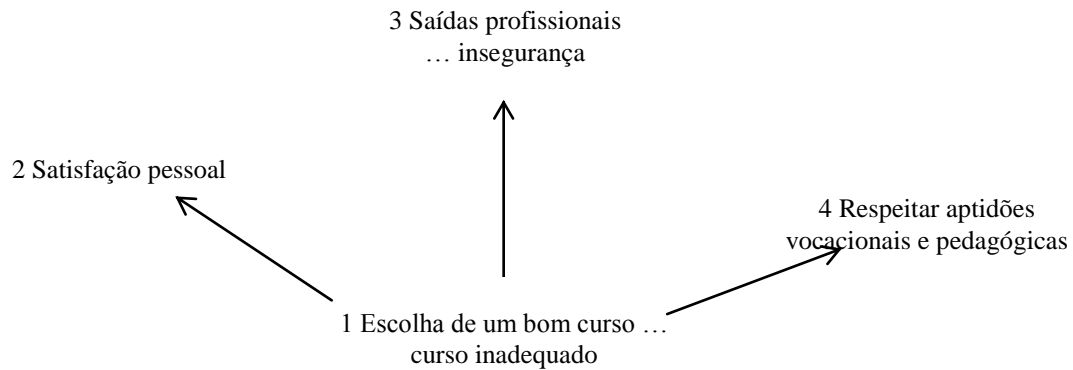 3 Saídas profissionais
… insegurança
2 Satisfação pessoal
4 Respeitar aptidões
vocacionais e pedagógicas
1 Escolha de um bom curso …
curso inadequado